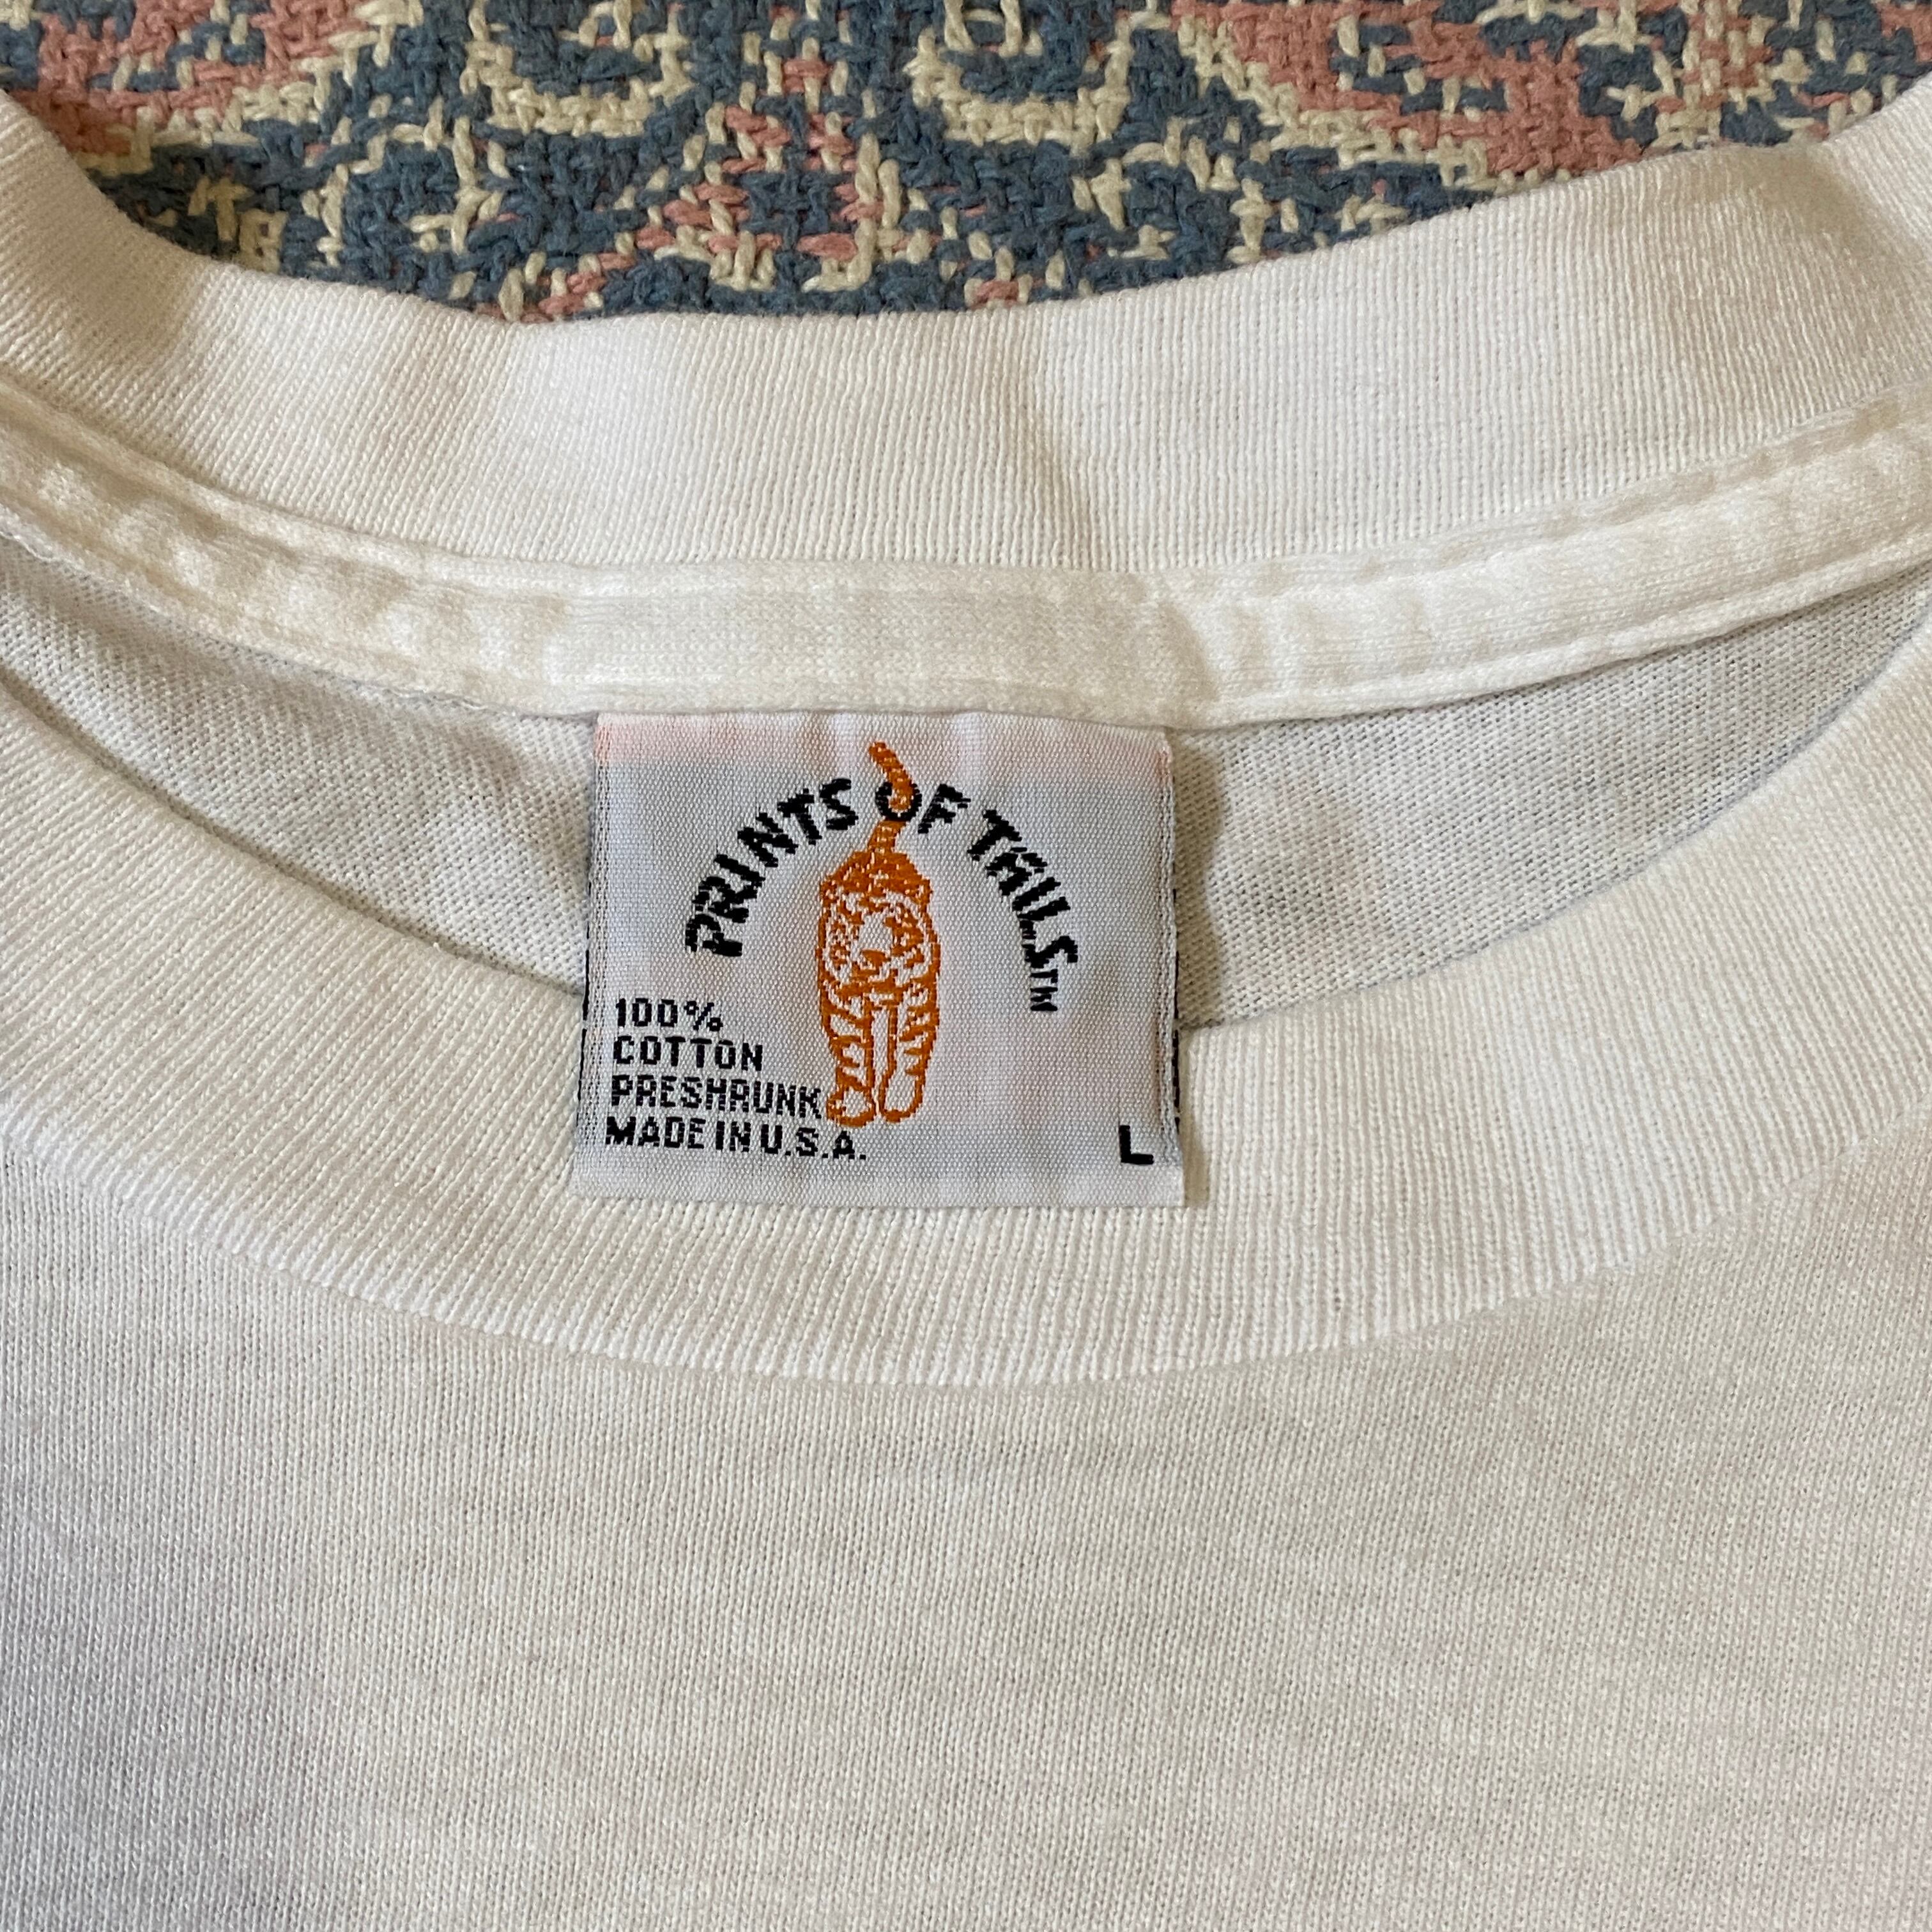 PRINTS OF TAILS™
100%
COTTON
PRESHRUNK
MADE IN U.S.A.
L